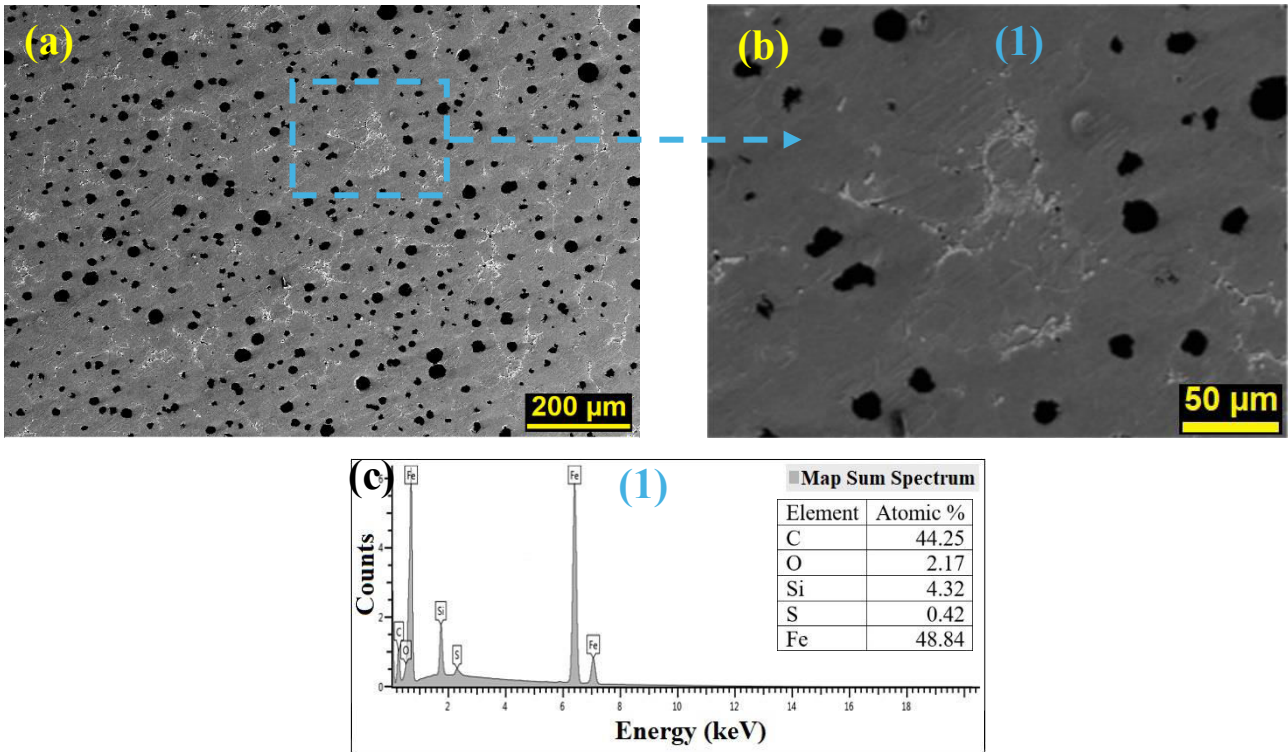 (a)
200 µm
(b)
(1)
50 µm
(c)
(1)
Map Sum Spectrum
Element Atomic %
C 44.25
O 2.17
Si 4.32
S 0.42
Fe 48.84
Fe
Fe
Si
C
O
S
Fe
Counts
6
4
2
0
2 4 6 8 10 12 14 16 18
Energy (keV)